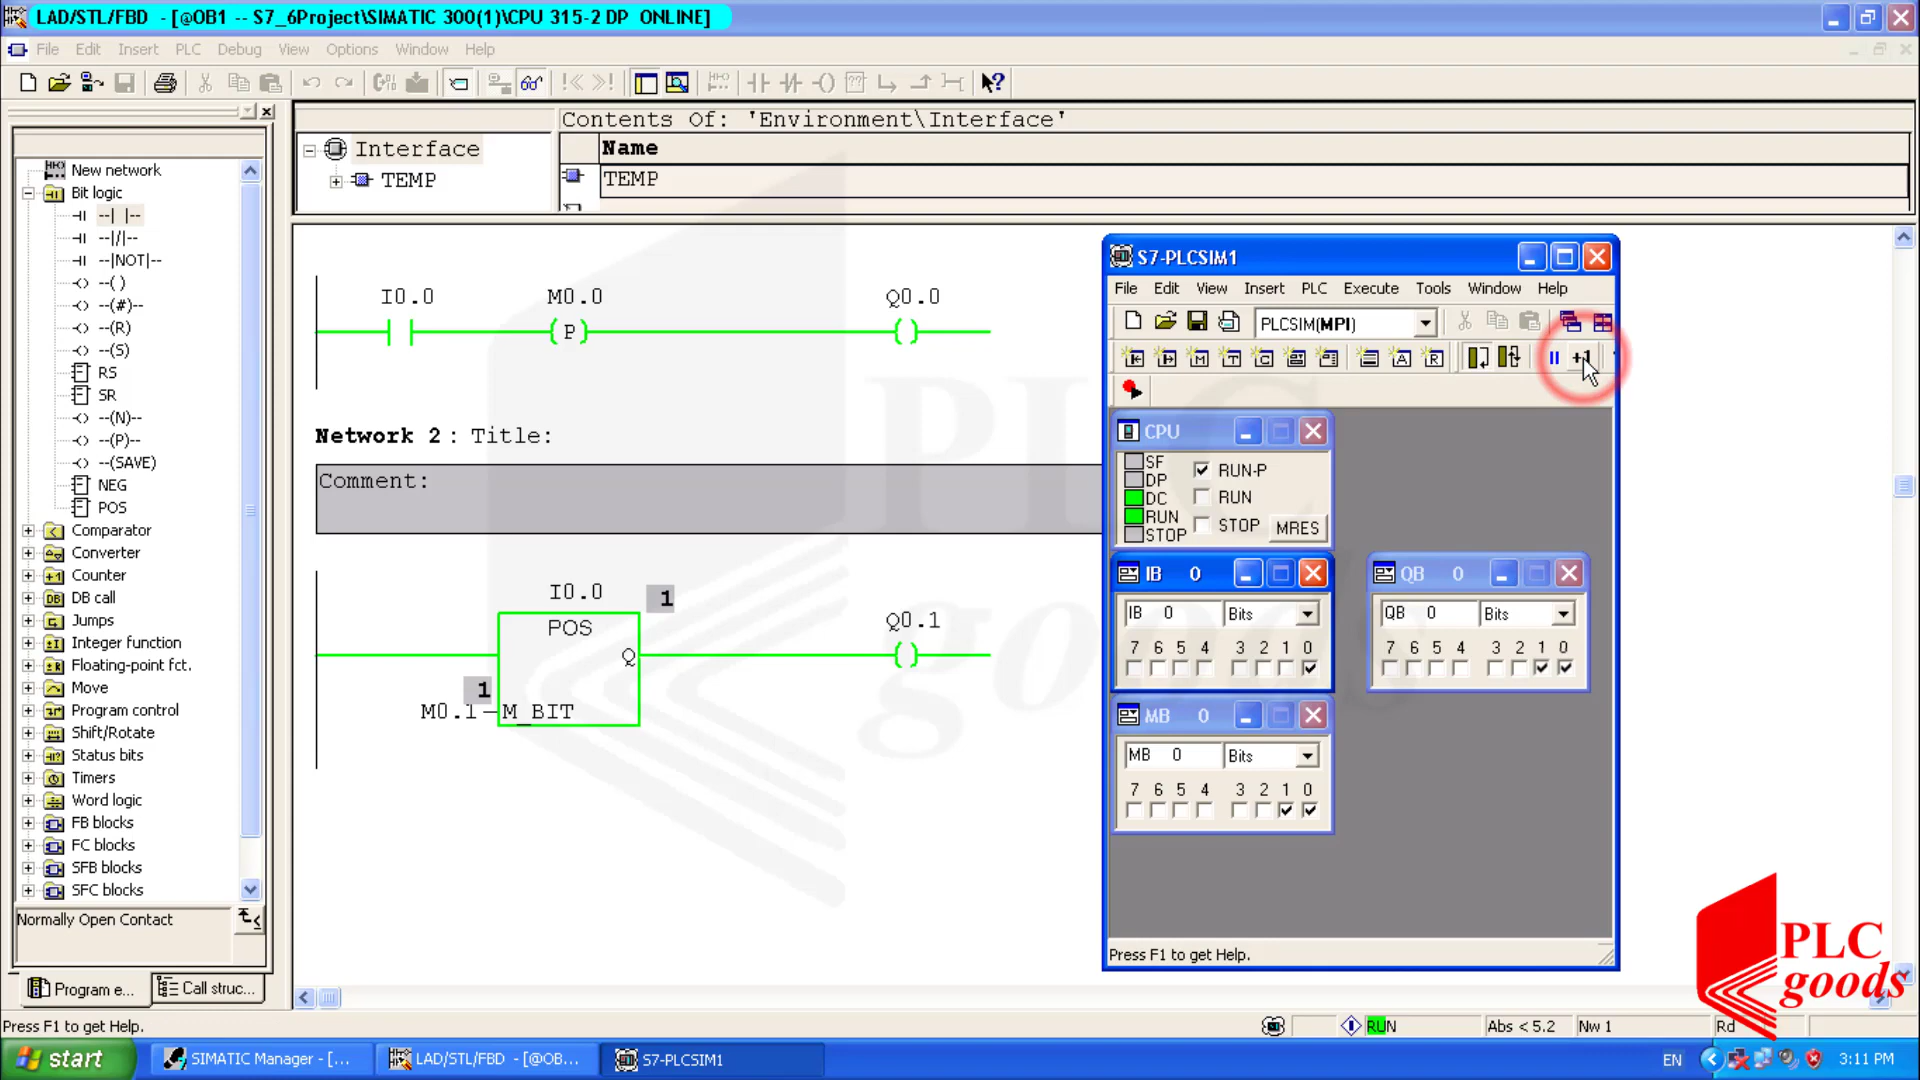 LAD/STL/FBD - [@OB1 -- S7_6Project\SIMATIC 300(1)\CPU 315-2 DP ONLINE]
File Edit Insert PLC Debug View Options Window Help
Contents Of: 'Environment\Interface'
Interface
TEMP
Name
TEMP
New network
Bit logic
--| |--
--|/|--
--|NOT|--
--( )
--(#)--
--(R)
--(S)
RS
SR
--(N)--
--(P)--
--(SAVE)
NEG
POS
Comparator
Converter
Counter
DB call
Jumps
Integer function
Floating-point fct.
Move
Program control
Shift/Rotate
Status bits
Timers
Word logic
FB blocks
FC blocks
SFB blocks
SFC blocks
Normally Open Contact
Program e...
Call struc...
I0.0 M0.0 Q0.0
P
Network 2 : Title:
Comment:
I0.0 1
POS Q0.1
Q
1
M0.1 M_BIT
S7-PLCSIM1
File Edit View Insert PLC Execute Tools Window Help
PLCSIM(MPI)
+1
CPU
SF
DP
DC
RUN
STOP
RUN-P
RUN
STOP
MRES
IB 0
IB 0 Bits
7 6 5 4 3 2 1 0
QB 0
QB 0 Bits
7 6 5 4 3 2 1 0
MB 0
MB 0 Bits
7 6 5 4 3 2 1 0
Press F1 to get Help.
PLC
goods
PLC
goods
Press F1 to get Help.
RUN Abs < 5.2 Nw 1 Rd
start SIMATIC Manager - [... LAD/STL/FBD - [@OB... S7-PLCSIM1 EN 3:11 PM